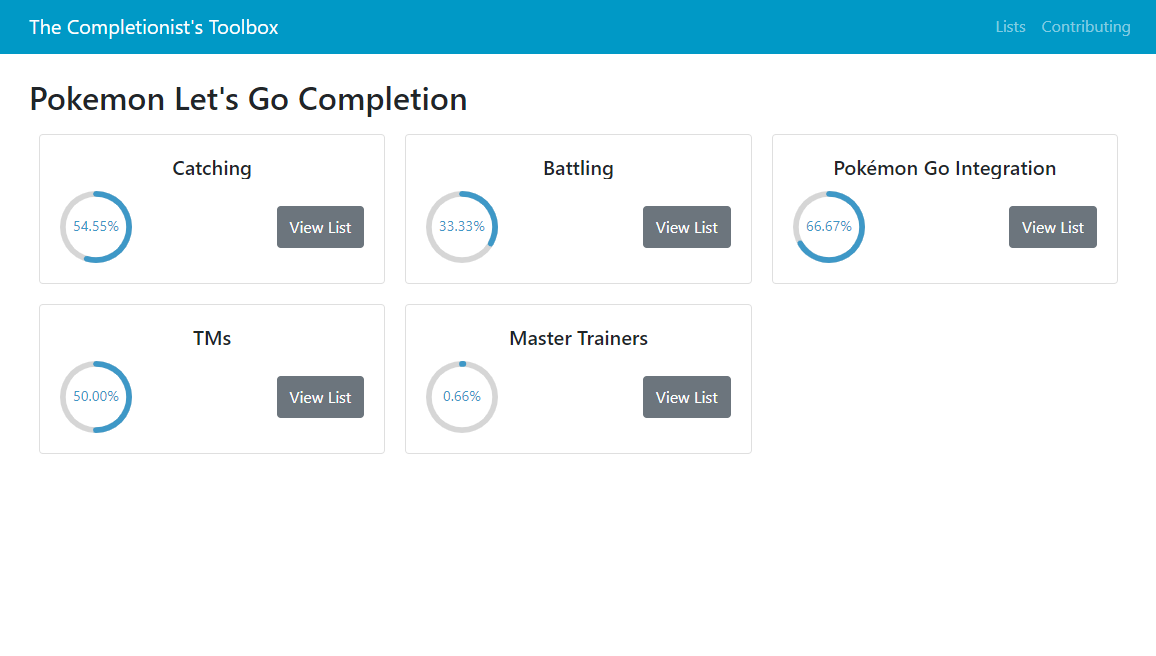 The Completionist's Toolbox
Lists Contributing
Pokemon Let's Go Completion
Catching
54.55%
View List
Battling
33.33%
View List
Pokémon Go Integration
66.67%
View List
TMs
50.00%
View List
Master Trainers
0.66%
View List